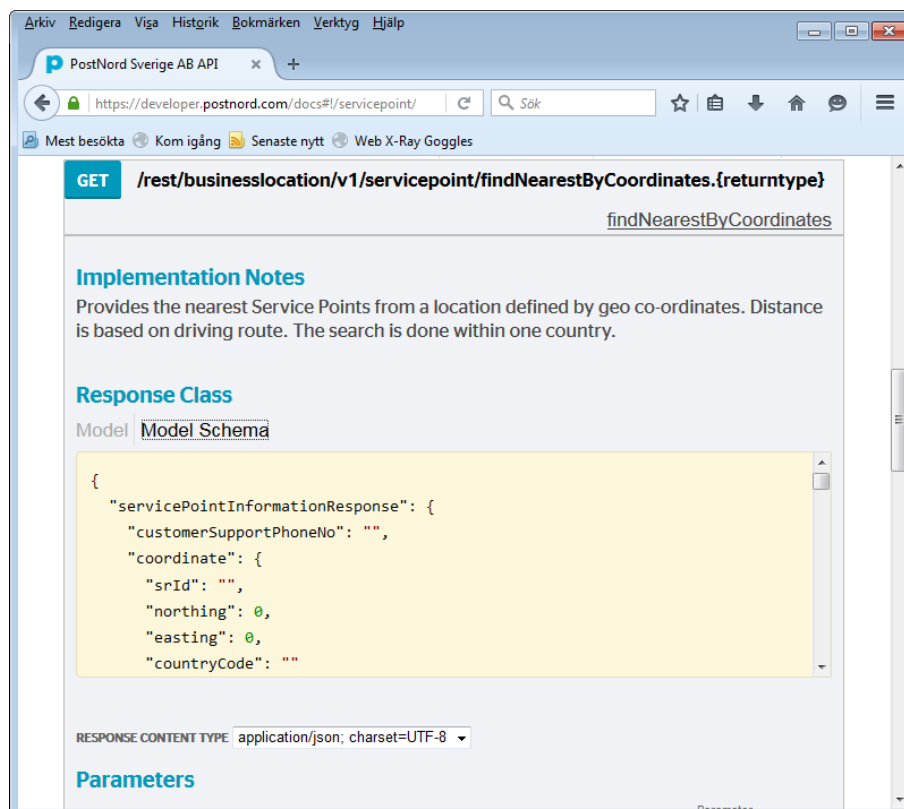 Arkiv Redigera Visa Historik Bokmärken Verktyg Hjälp
PostNord Sverige AB API
https://developer.postnord.com/docs#!/servicepoint/ Sök
Mest besökta Kom igång Senaste nytt Web X-Ray Goggles
GET /rest/businesslocation/v1/servicepoint/findNearestByCoordinates.{returntype}
findNearestByCoordinates
Implementation Notes
Provides the nearest Service Points from a location defined by geo co-ordinates. Distance
is based on driving route. The search is done within one country.
Response Class
Model Model Schema
{
"servicePointInformationResponse": {
"customerSupportPhoneNo": "",
"coordinate": {
"srId": "",
"northing": 0,
"easting": 0,
"countryCode": ""
RESPONSE CONTENT TYPE application/json; charset=UTF-8
Parameters